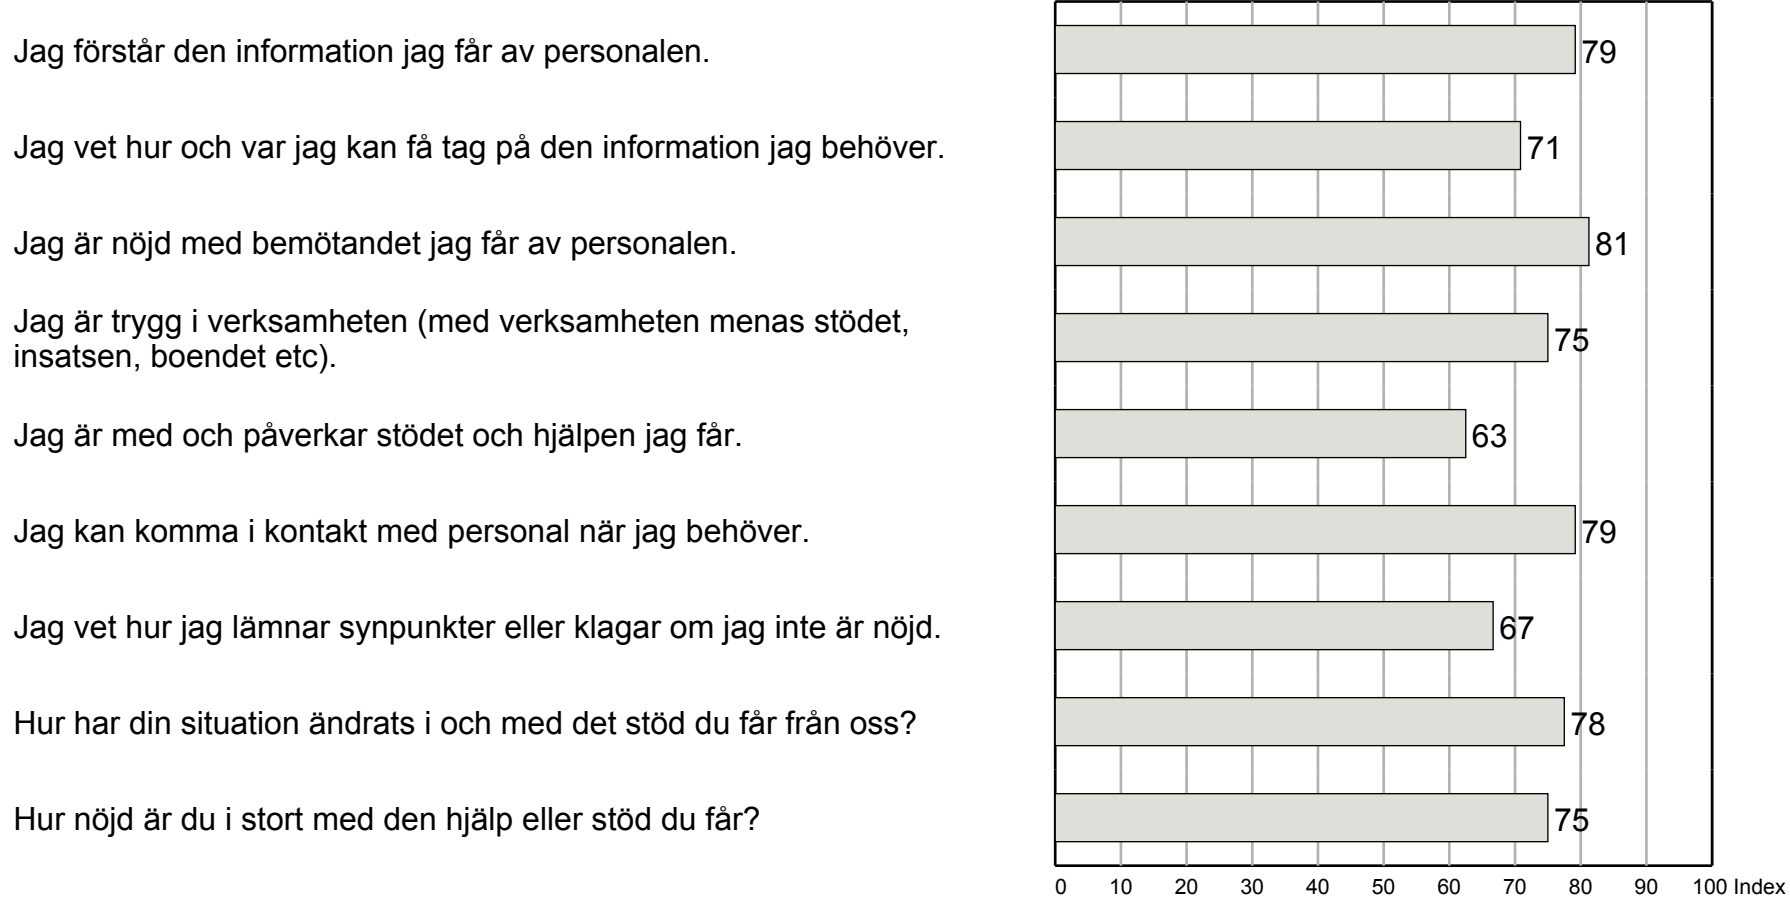 Jag förstår den information jag får av personalen.
79
Jag vet hur och var jag kan få tag på den information jag behöver.
71
Jag är nöjd med bemötandet jag får av personalen.
81
Jag är trygg i verksamheten (med verksamheten menas stödet,
insatsen, boendet etc).
75
Jag är med och påverkar stödet och hjälpen jag får.
63
Jag kan komma i kontakt med personal när jag behöver.
79
Jag vet hur jag lämnar synpunkter eller klagar om jag inte är nöjd.
67
Hur har din situation ändrats i och med det stöd du får från oss?
78
Hur nöjd är du i stort med den hjälp eller stöd du får?
75
0 10 20 30 40 50 60 70 80 90 100 Index